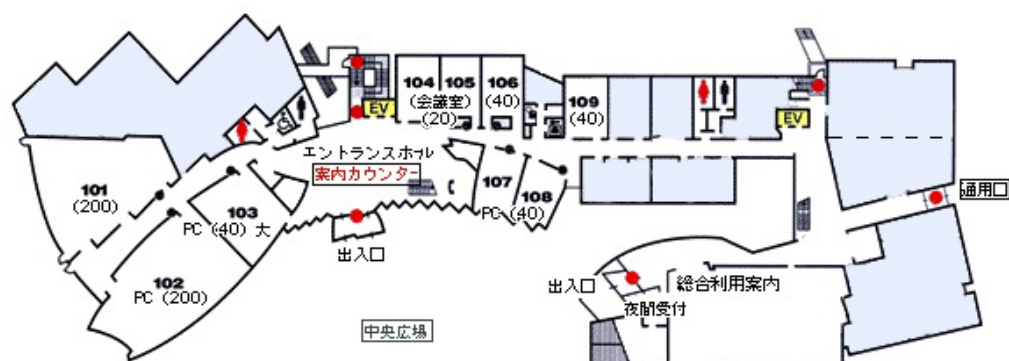 104
105
106
(会議室)
(20)
(40)
EV
109
(40)
EV
エントランスホール
案内カウンター
101
(200)
107
108
PC (40)
103
PC (40) 大
通用口
出入口
102
PC (200)
出入口
総合利用案内
夜間受付
中央広場